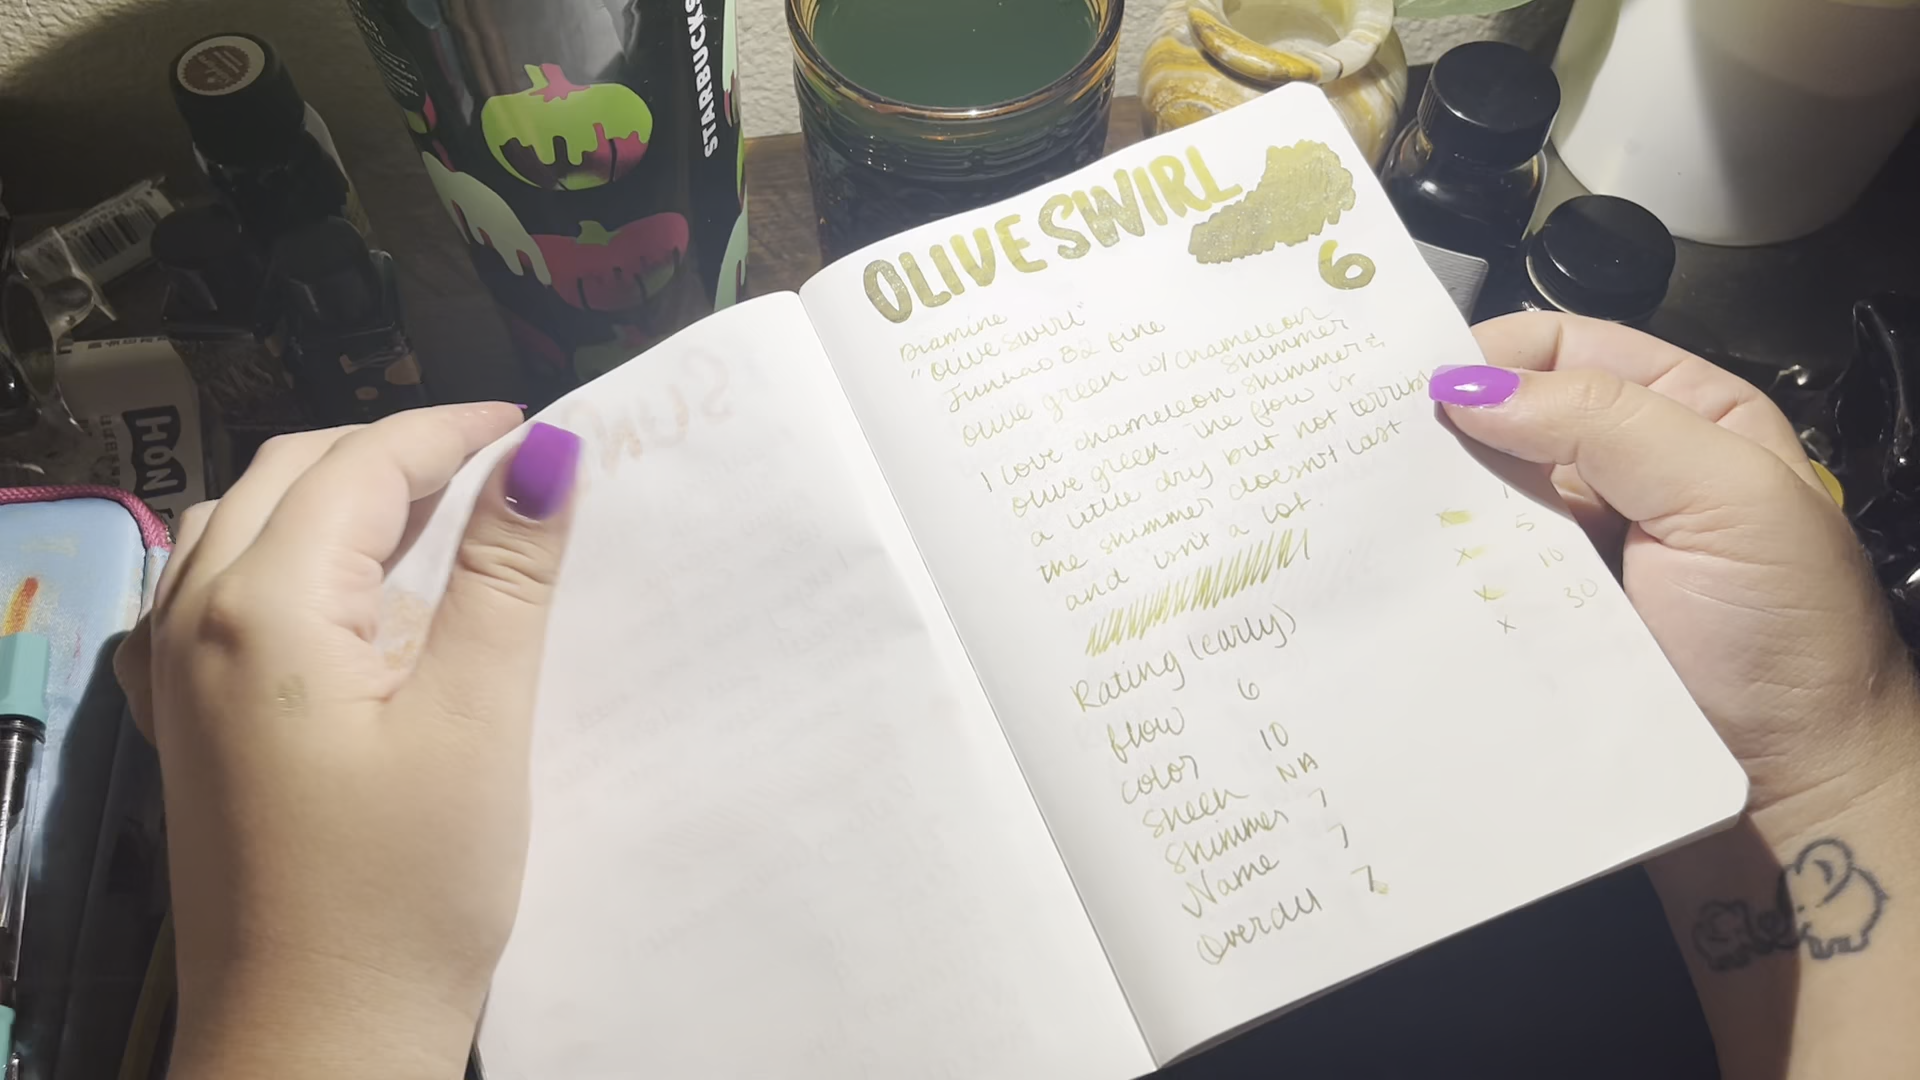 STARBUCKS
HON
OLIVE SWIRL
6
Diamine
"Olive Swirl"
Jinhao 82 fine
olive green w/ chameleon
shimmer
I love chameleon shimmer &
olive green. The flow is
a little dry but not terrible
the shimmer doesn't last
and isn't a lot.
1
x 5
x 10
x 30
x
Rating (early)
flow 6
color 10
sheen NA
shimmer 7
Name 7
Overall 7